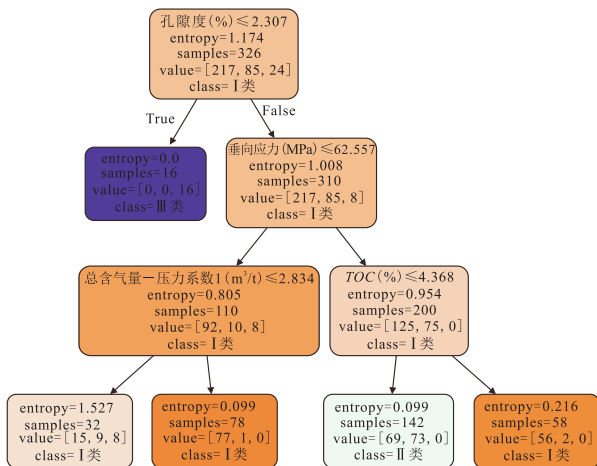 孔隙度(%)≤2.307
entropy=1.174
samples=326
value=[217, 85, 24]
class=Ⅰ类
True
False
entropy=0.0
samples=16
value=[0, 0, 16]
class=Ⅲ类
垂向应力(MPa)≤62.557
entropy=1.008
samples=310
value=[217, 85, 8]
class=Ⅰ类
总含气量－压力系数1(m³/t)≤2.834
entropy=0.805
samples=110
value=[92, 10, 8]
class=Ⅰ类
TOC(%)≤4.368
entropy=0.954
samples=200
value=[125, 75, 0]
class=Ⅰ类
entropy=1.527
samples=32
value=[15, 9, 8]
class=Ⅰ类
entropy=0.099
samples=78
value=[77, 1, 0]
class=Ⅰ类
entropy=0.099
samples=142
value=[69, 73, 0]
class=Ⅱ类
entropy=0.216
samples=58
value=[56, 2, 0]
class=Ⅰ类